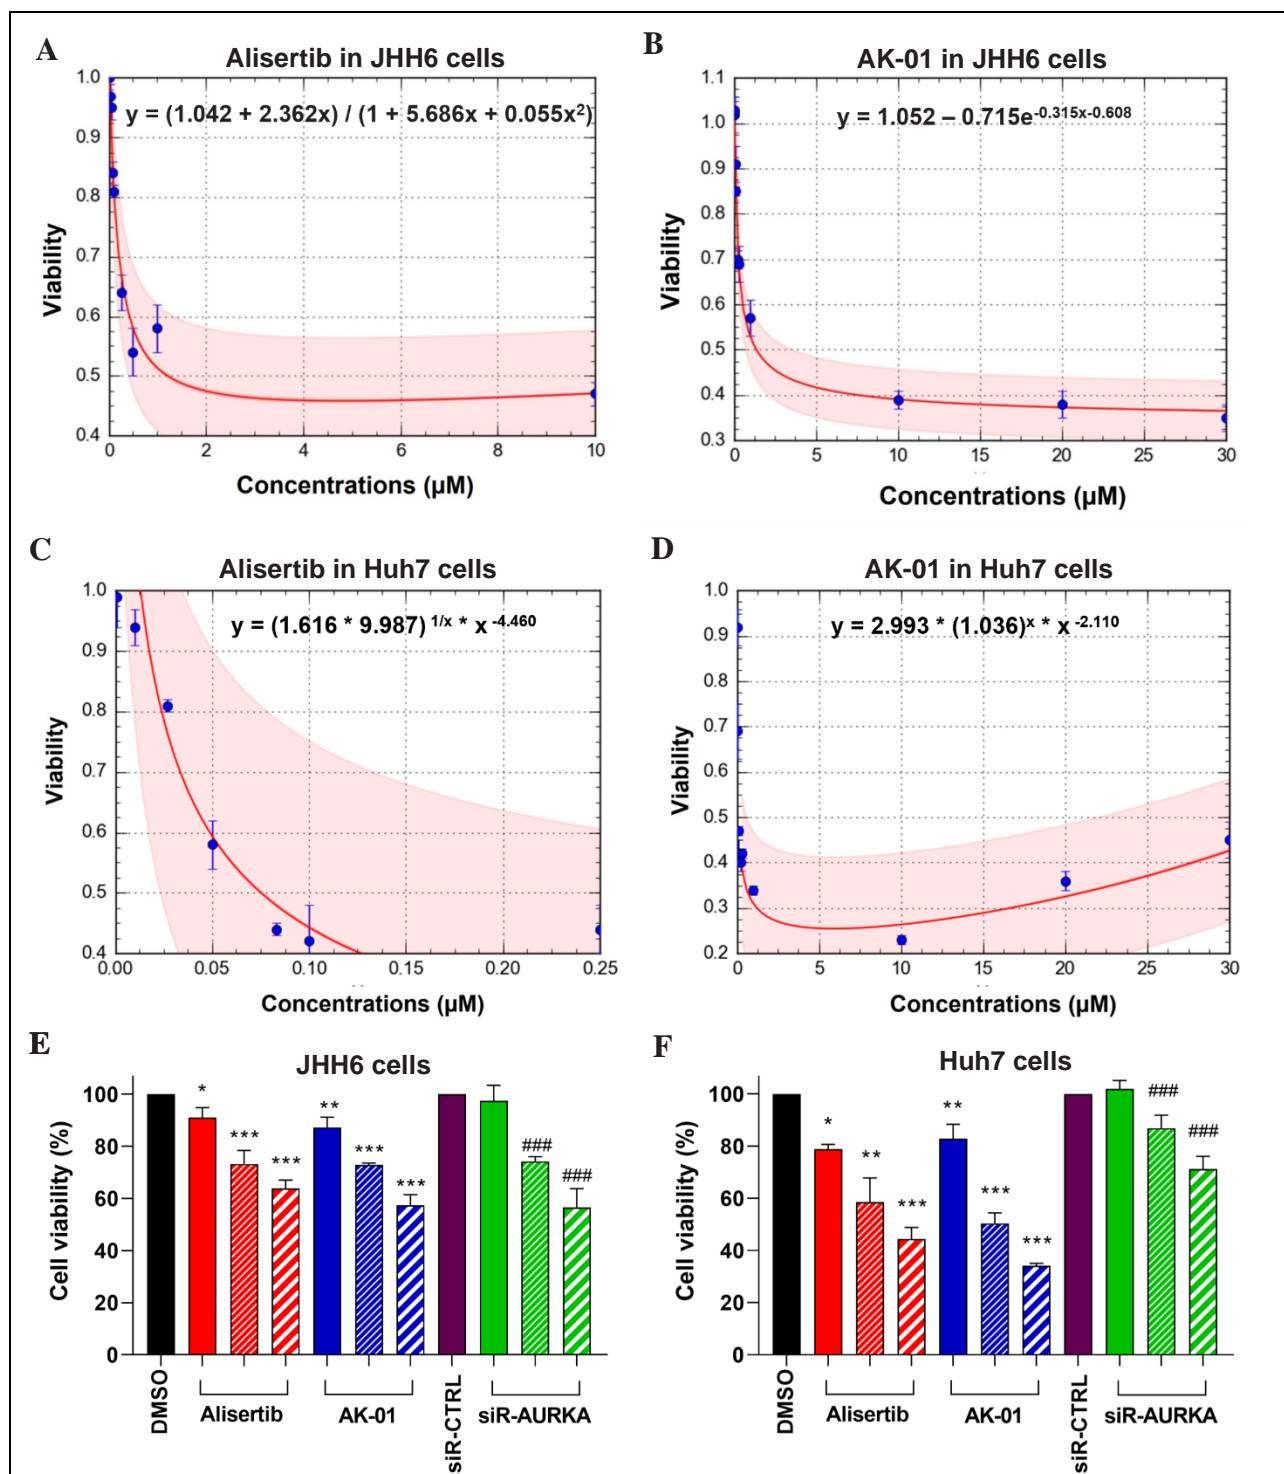 A
Alisertib in JHH6 cells
y = (1.042 + 2.362x) / (1 + 5.686x + 0.055x²)
Viability
1.0
0.9
0.8
0.7
0.6
0.5
0.4
0 2 4 6 8 10
Concentrations (µM)
B
AK-01 in JHH6 cells
y = 1.052 – 0.715e^-0.315x-0.608
Viability
1.1
1.0
0.9
0.8
0.7
0.6
0.5
0.4
0.3
0 5 10 15 20 25 30
Concentrations (µM)
C
Alisertib in Huh7 cells
y = (1.616 * 9.987)^1/x * x^-4.460
Viability
1.0
0.9
0.8
0.7
0.6
0.5
0.4
0.00 0.05 0.10 0.15 0.20 0.25
Concentrations (µM)
D
AK-01 in Huh7 cells
y = 2.993 * (1.036)^x * x^-2.110
Viability
1.0
0.9
0.8
0.7
0.6
0.5
0.4
0.3
0.2
0 5 10 15 20 25 30
Concentrations (µM)
E
JHH6 cells
Cell viability (%)
100
80
60
40
20
0
* *** *** ** *** *** ### ###
DMSO
Alisertib
AK-01
siR-CTRL
siR-AURKA
F
Huh7 cells
Cell viability (%)
100
80
60
40
20
0
* ** *** ** *** *** ### ###
DMSO
Alisertib
AK-01
siR-CTRL
siR-AURKA